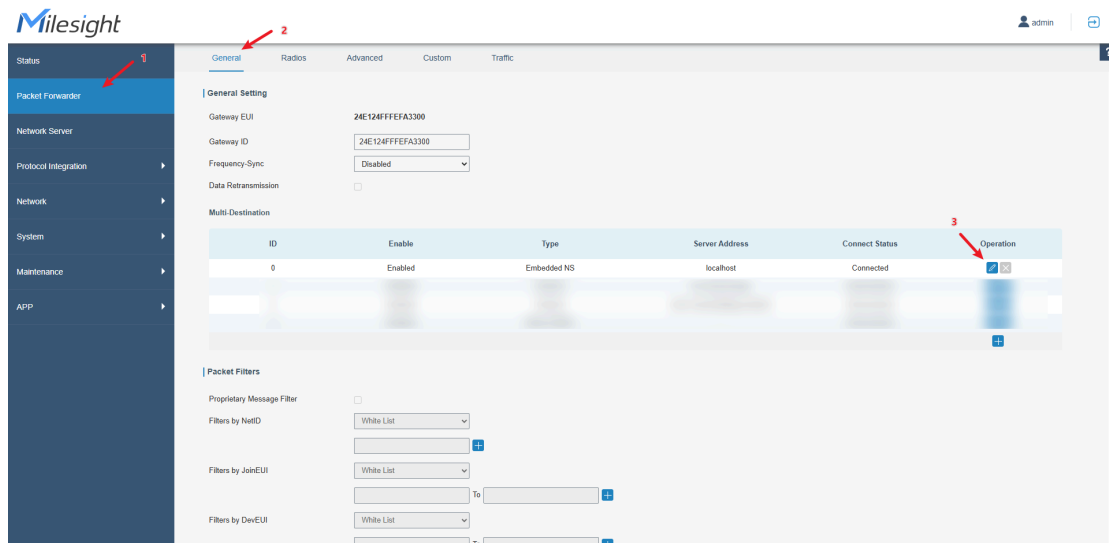 Milesight
admin
2
1
Status
General Radios Advanced Custom Traffic
?
Packet Forwarder
General Setting
Gateway EUI 24E124FFFEFA3300
Network Server
Gateway ID 24E124FFFEFA3300
Protocol Integration
Frequency-Sync Disabled
Data Retransmission
Network
Multi-Destination
3
System
ID Enable Type Server Address Connect Status Operation
Maintenance
0 Enabled Embedded NS localhost Connected
APP
Packet Filters
Proprietary Message Filter
Filters by NetID White List
Filters by JoinEUI White List
To
Filters by DevEUI White List
To